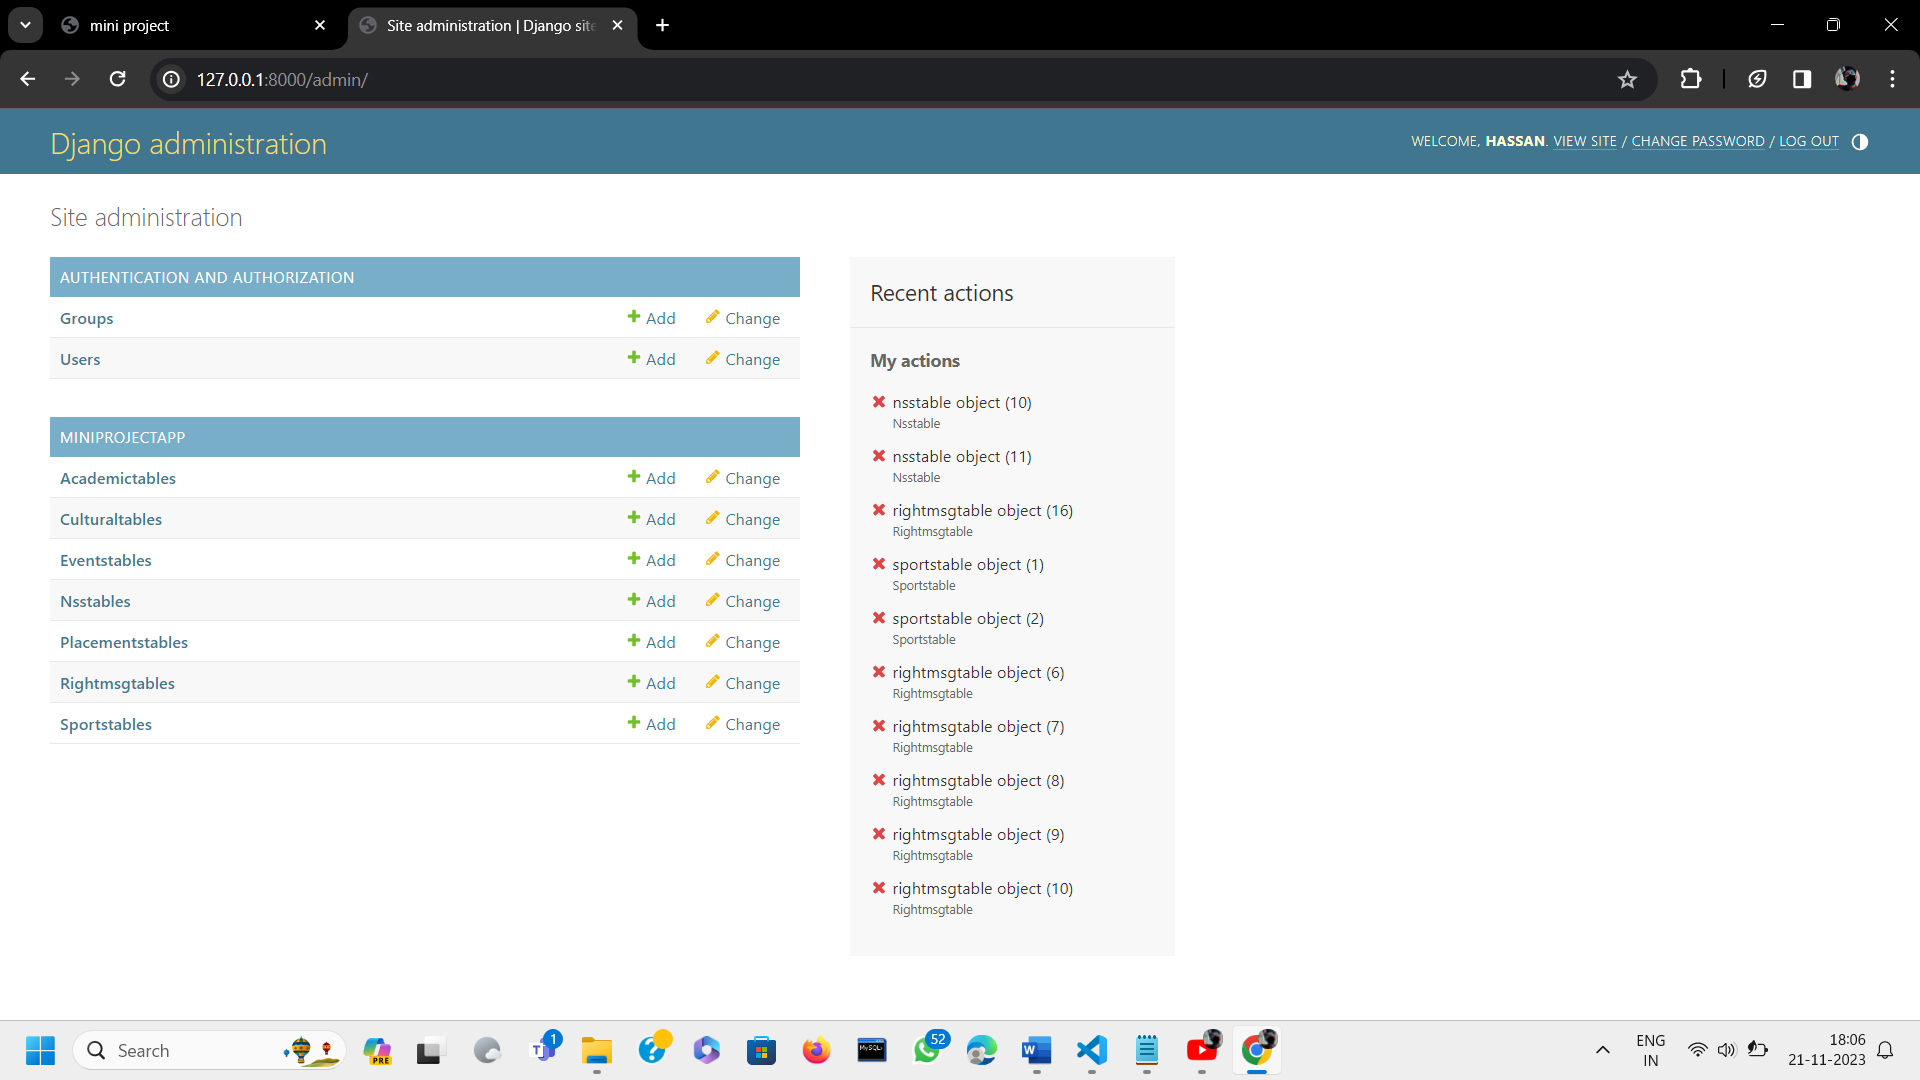 mini project
Site administration | Django site
127.0.0.1:8000/admin/
Django administration
WELCOME, HASSAN. VIEW SITE / CHANGE PASSWORD / LOG OUT
Site administration
AUTHENTICATION AND AUTHORIZATION
Groups Add Change
Users Add Change
MINIPROJECTAPP
Academictables Add Change
Culturaltables Add Change
Eventstables Add Change
Nsstables Add Change
Placementstables Add Change
Rightmsgtables Add Change
Sportstables Add Change
Recent actions
My actions
nsstable object (10)
Nsstable
nsstable object (11)
Nsstable
rightmsgtable object (16)
Rightmsgtable
sportstable object (1)
Sportstable
sportstable object (2)
Sportstable
rightmsgtable object (6)
Rightmsgtable
rightmsgtable object (7)
Rightmsgtable
rightmsgtable object (8)
Rightmsgtable
rightmsgtable object (9)
Rightmsgtable
rightmsgtable object (10)
Rightmsgtable
Search
PRE
1
MySQL
52
ENG
IN
18:06
21-11-2023